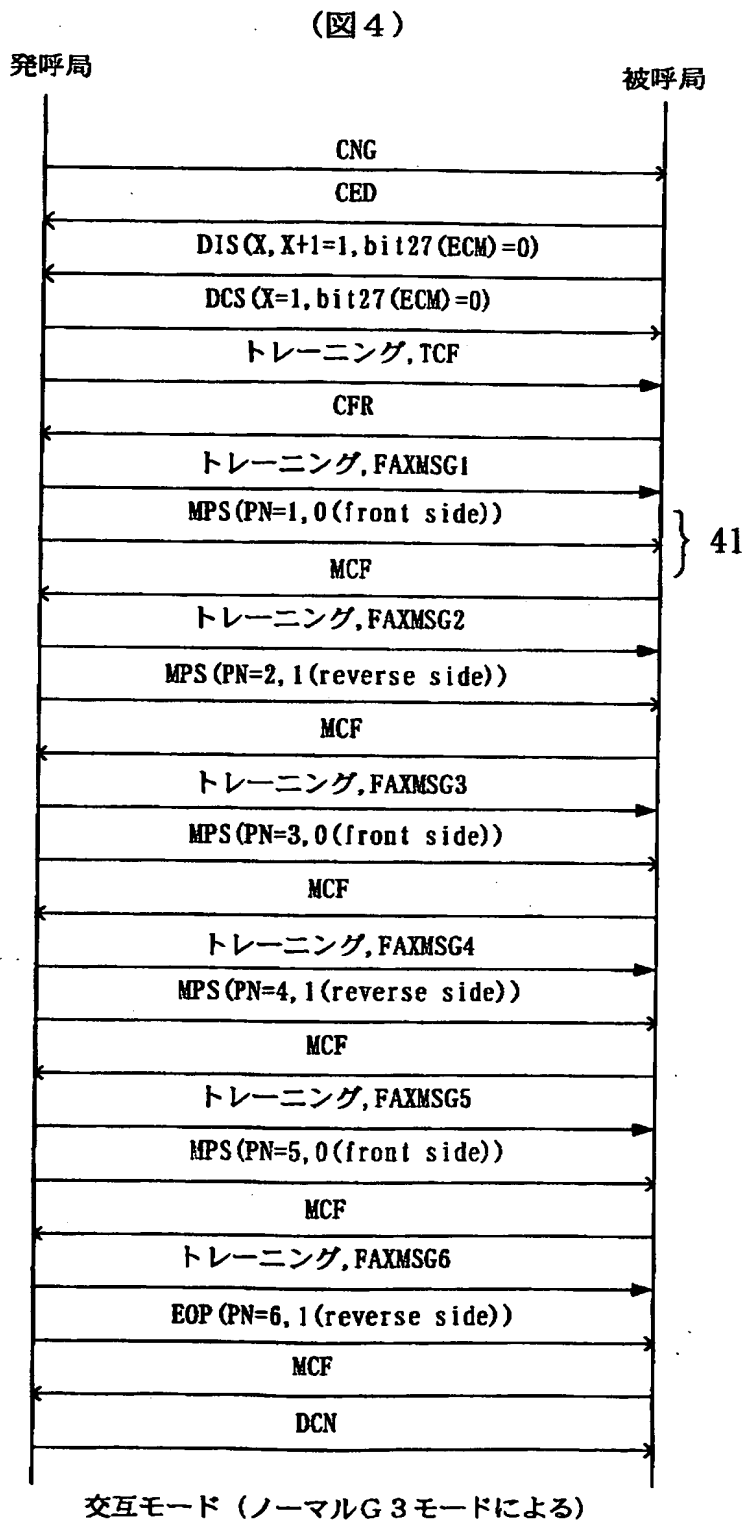 (図4)
発呼局
被呼局
CNG
CED
DIS(X,X+1=1,bit27(ECM)=0)
DCS(X=1,bit27(ECM)=0)
トレーニング,TCF
CFR
トレーニング,FAXMSG1
MPS(PN=1,0(front side))
41
MCF
トレーニング,FAXMSG2
MPS(PN=2,1(reverse side))
MCF
トレーニング,FAXMSG3
MPS(PN=3,0(front side))
MCF
トレーニング,FAXMSG4
MPS(PN=4,1(reverse side))
MCF
トレーニング,FAXMSG5
MPS(PN=5,0(front side))
MCF
トレーニング,FAXMSG6
EOP(PN=6,1(reverse side))
MCF
DCN
交互モード(ノーマルG3モードによる)